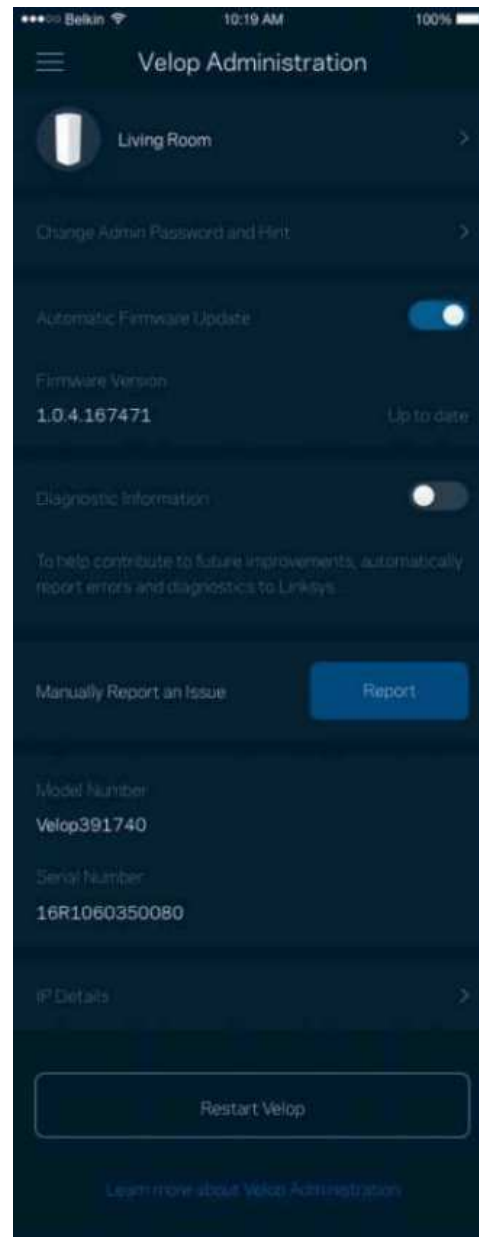 Belkin 10:19 AM 100%
Velop Administration
Living Room
Change Admin Password and Hint
Automatic Firmware Update
Firmware Version
1.0.4.167471 Up to date
Diagnostic Information
To help contribute to future improvements, automatically
report errors and diagnostics to Linksys.
Manually Report an Issue Report
Model Number
Velop391740
Serial Number
16R1060350080
IP Details
Restart Velop
Learn more about Velop Administration